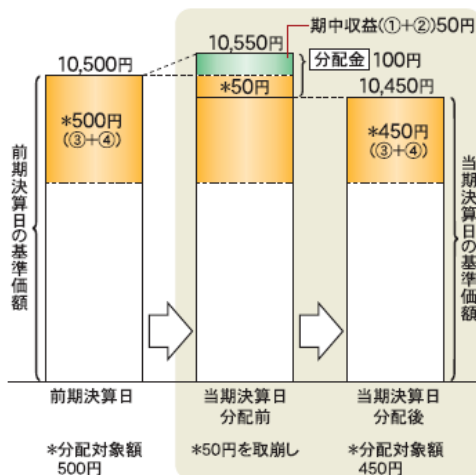 期中収益(①+②)50円
10,550円
分配金 100円
10,500円
*50円
10,450円
*500円
(③+④)
*450円
(③+④)
前期決算日の基準価額
当期決算日の基準価額
前期決算日
当期決算日
分配前
当期決算日
分配後
*分配対象額
500円
*50円を取崩し
*分配対象額
450円